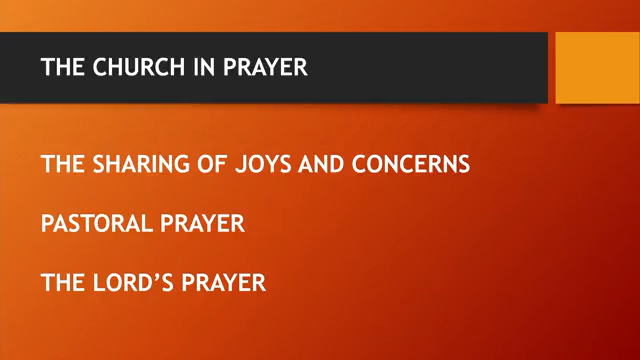 THE CHURCH IN PRAYER
THE SHARING OF JOYS AND CONCERNS
PASTORAL PRAYER
THE LORD’S PRAYER